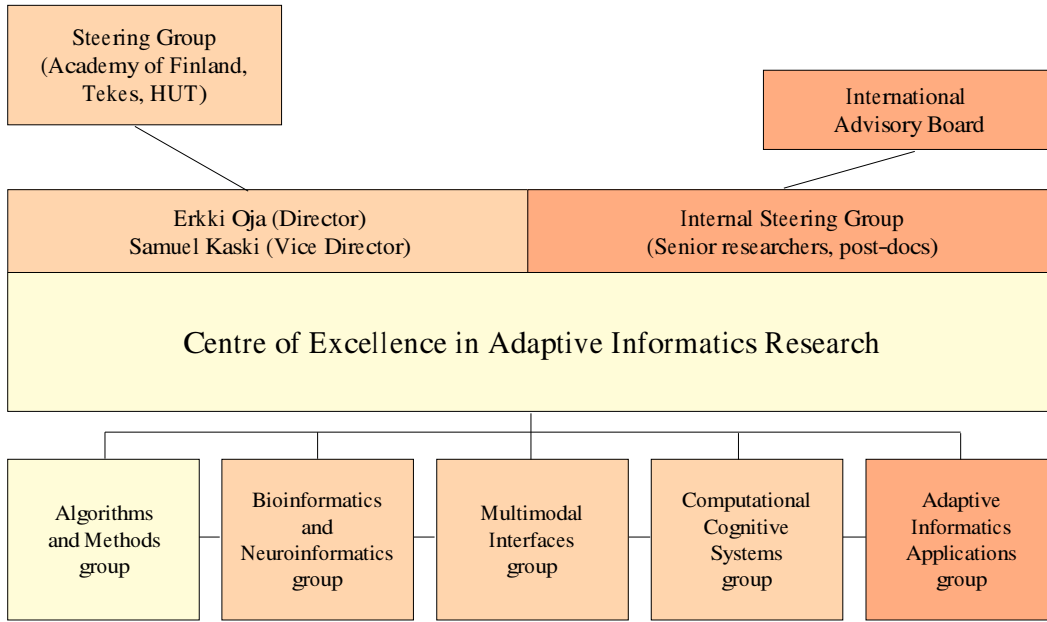 Steering Group
(Academy of Finland,
Tekes, HUT)
International
Advisory Board
Erkki Oja (Director)
Samuel Kaski (Vice Director)
Internal Steering Group
(Senior researchers, post-docs)
Centre of Excellence in Adaptive Informatics Research
Algorithms
and Methods
group
Bioinformatics
and
Neuroinformatics
group
Multimodal
Interfaces
group
Computational
Cognitive
Systems
group
Adaptive
Informatics
Applications
group